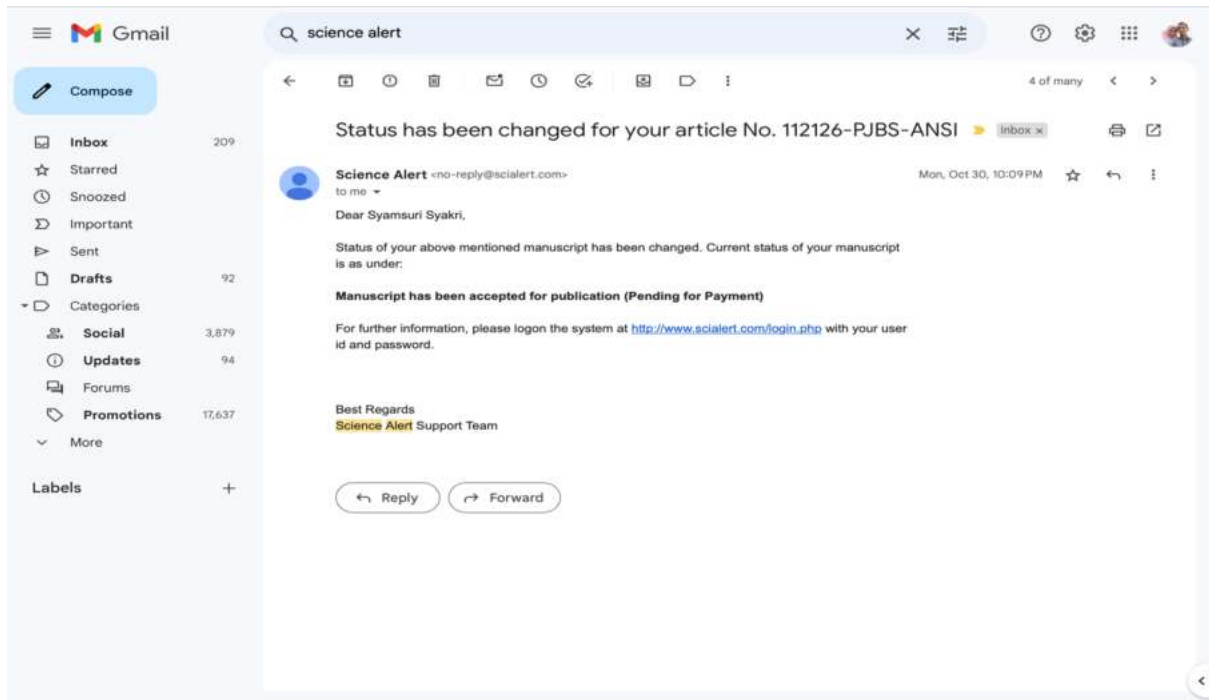 Gmail
science alert
Compose
4 of many
Inbox 209
Starred
Snoozed
Important
Sent
Drafts 92
Categories
Social 3,879
Updates 94
Forums
Promotions 17,637
More
Labels
Status has been changed for your article No. 112126-PJBS-ANSI Inbox x
Science Alert <no-reply@scialert.com> Mon, Oct 30, 10:09 PM
to me
Dear Syamsuri Syakri,
Status of your above mentioned manuscript has been changed. Current status of your manuscript
is as under:
Manuscript has been accepted for publication (Pending for Payment)
For further information, please logon the system at http://www.scialert.com/login.php with your user
id and password.
Best Regards
Science Alert Support Team
Reply Forward